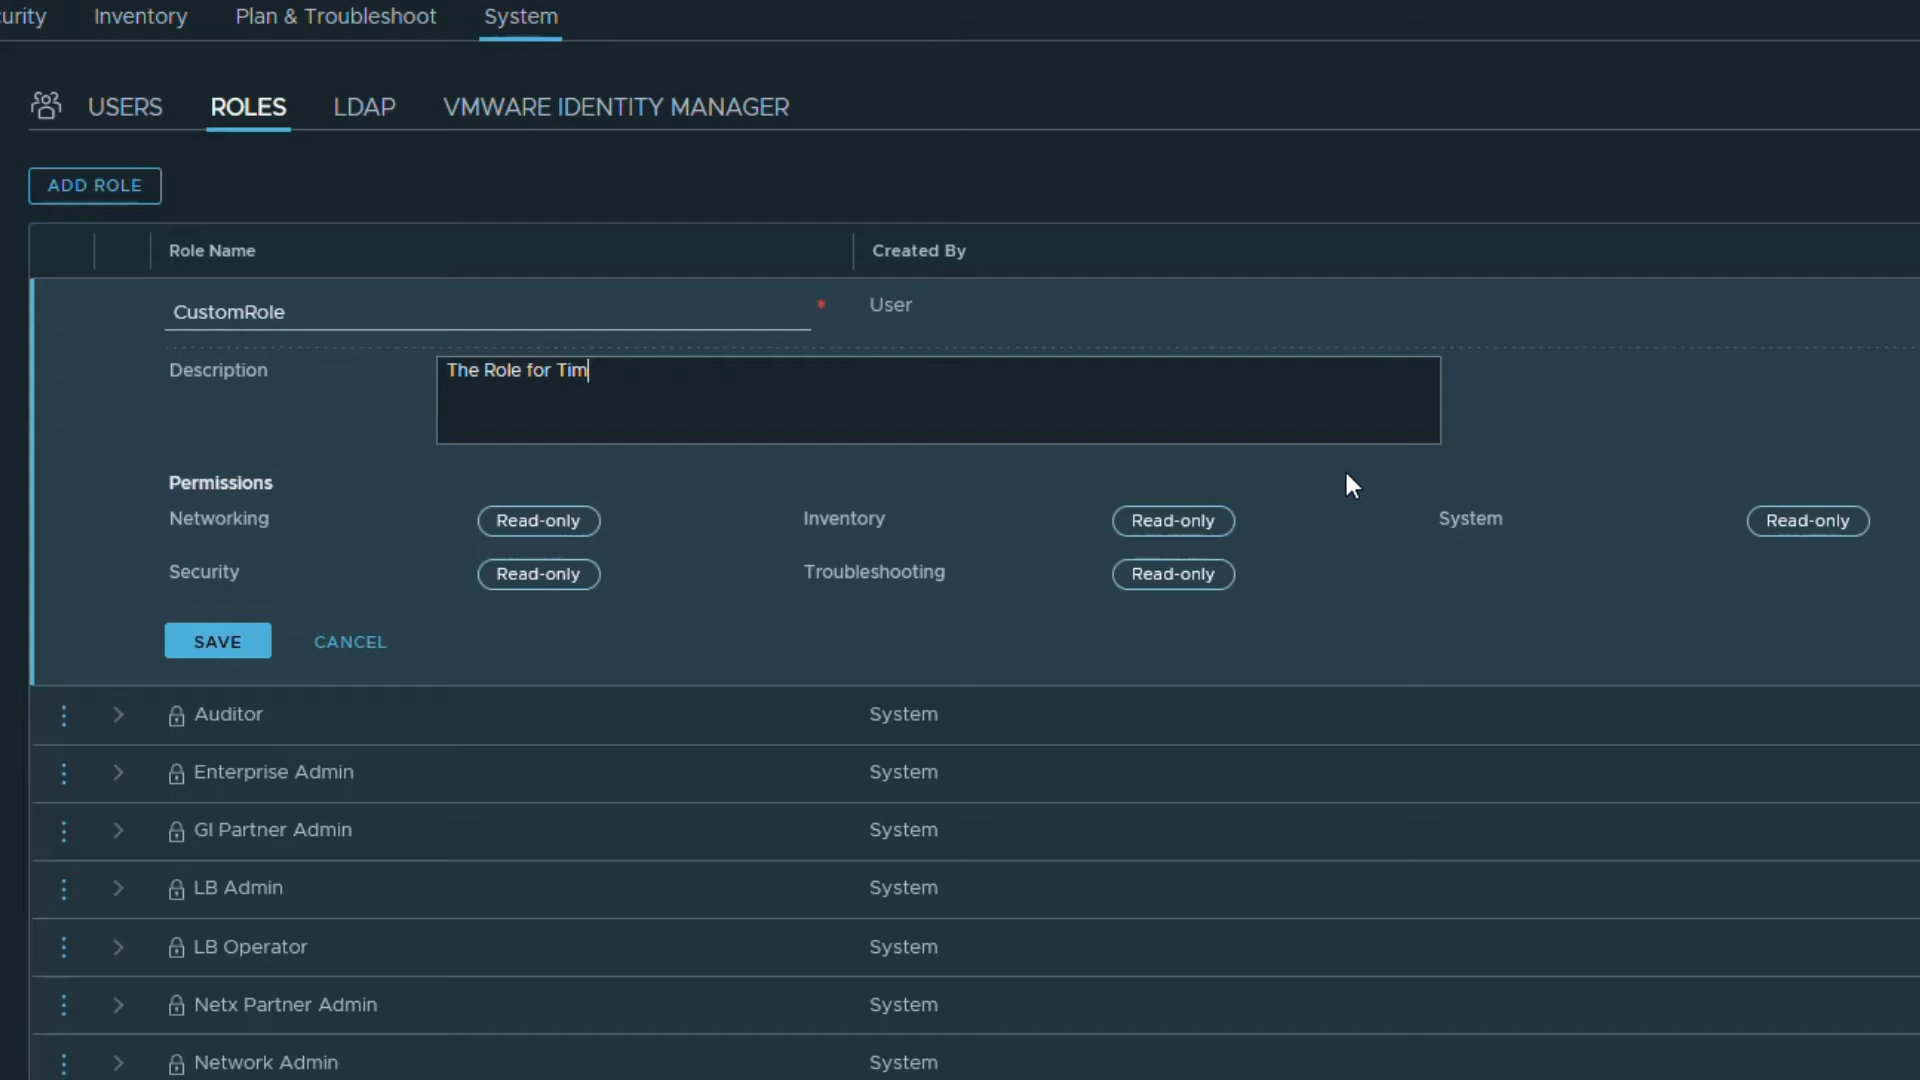 urity Inventory Plan & Troubleshoot System
USERS ROLES LDAP VMWARE IDENTITY MANAGER
ADD ROLE
Role Name Created By
CustomRole * User
Description The Role for Tim
Permissions
Networking Read-only Inventory Read-only System Read-only
Security Read-only Troubleshooting Read-only
SAVE CANCEL
Auditor System
Enterprise Admin System
GI Partner Admin System
LB Admin System
LB Operator System
Netx Partner Admin System
Network Admin System